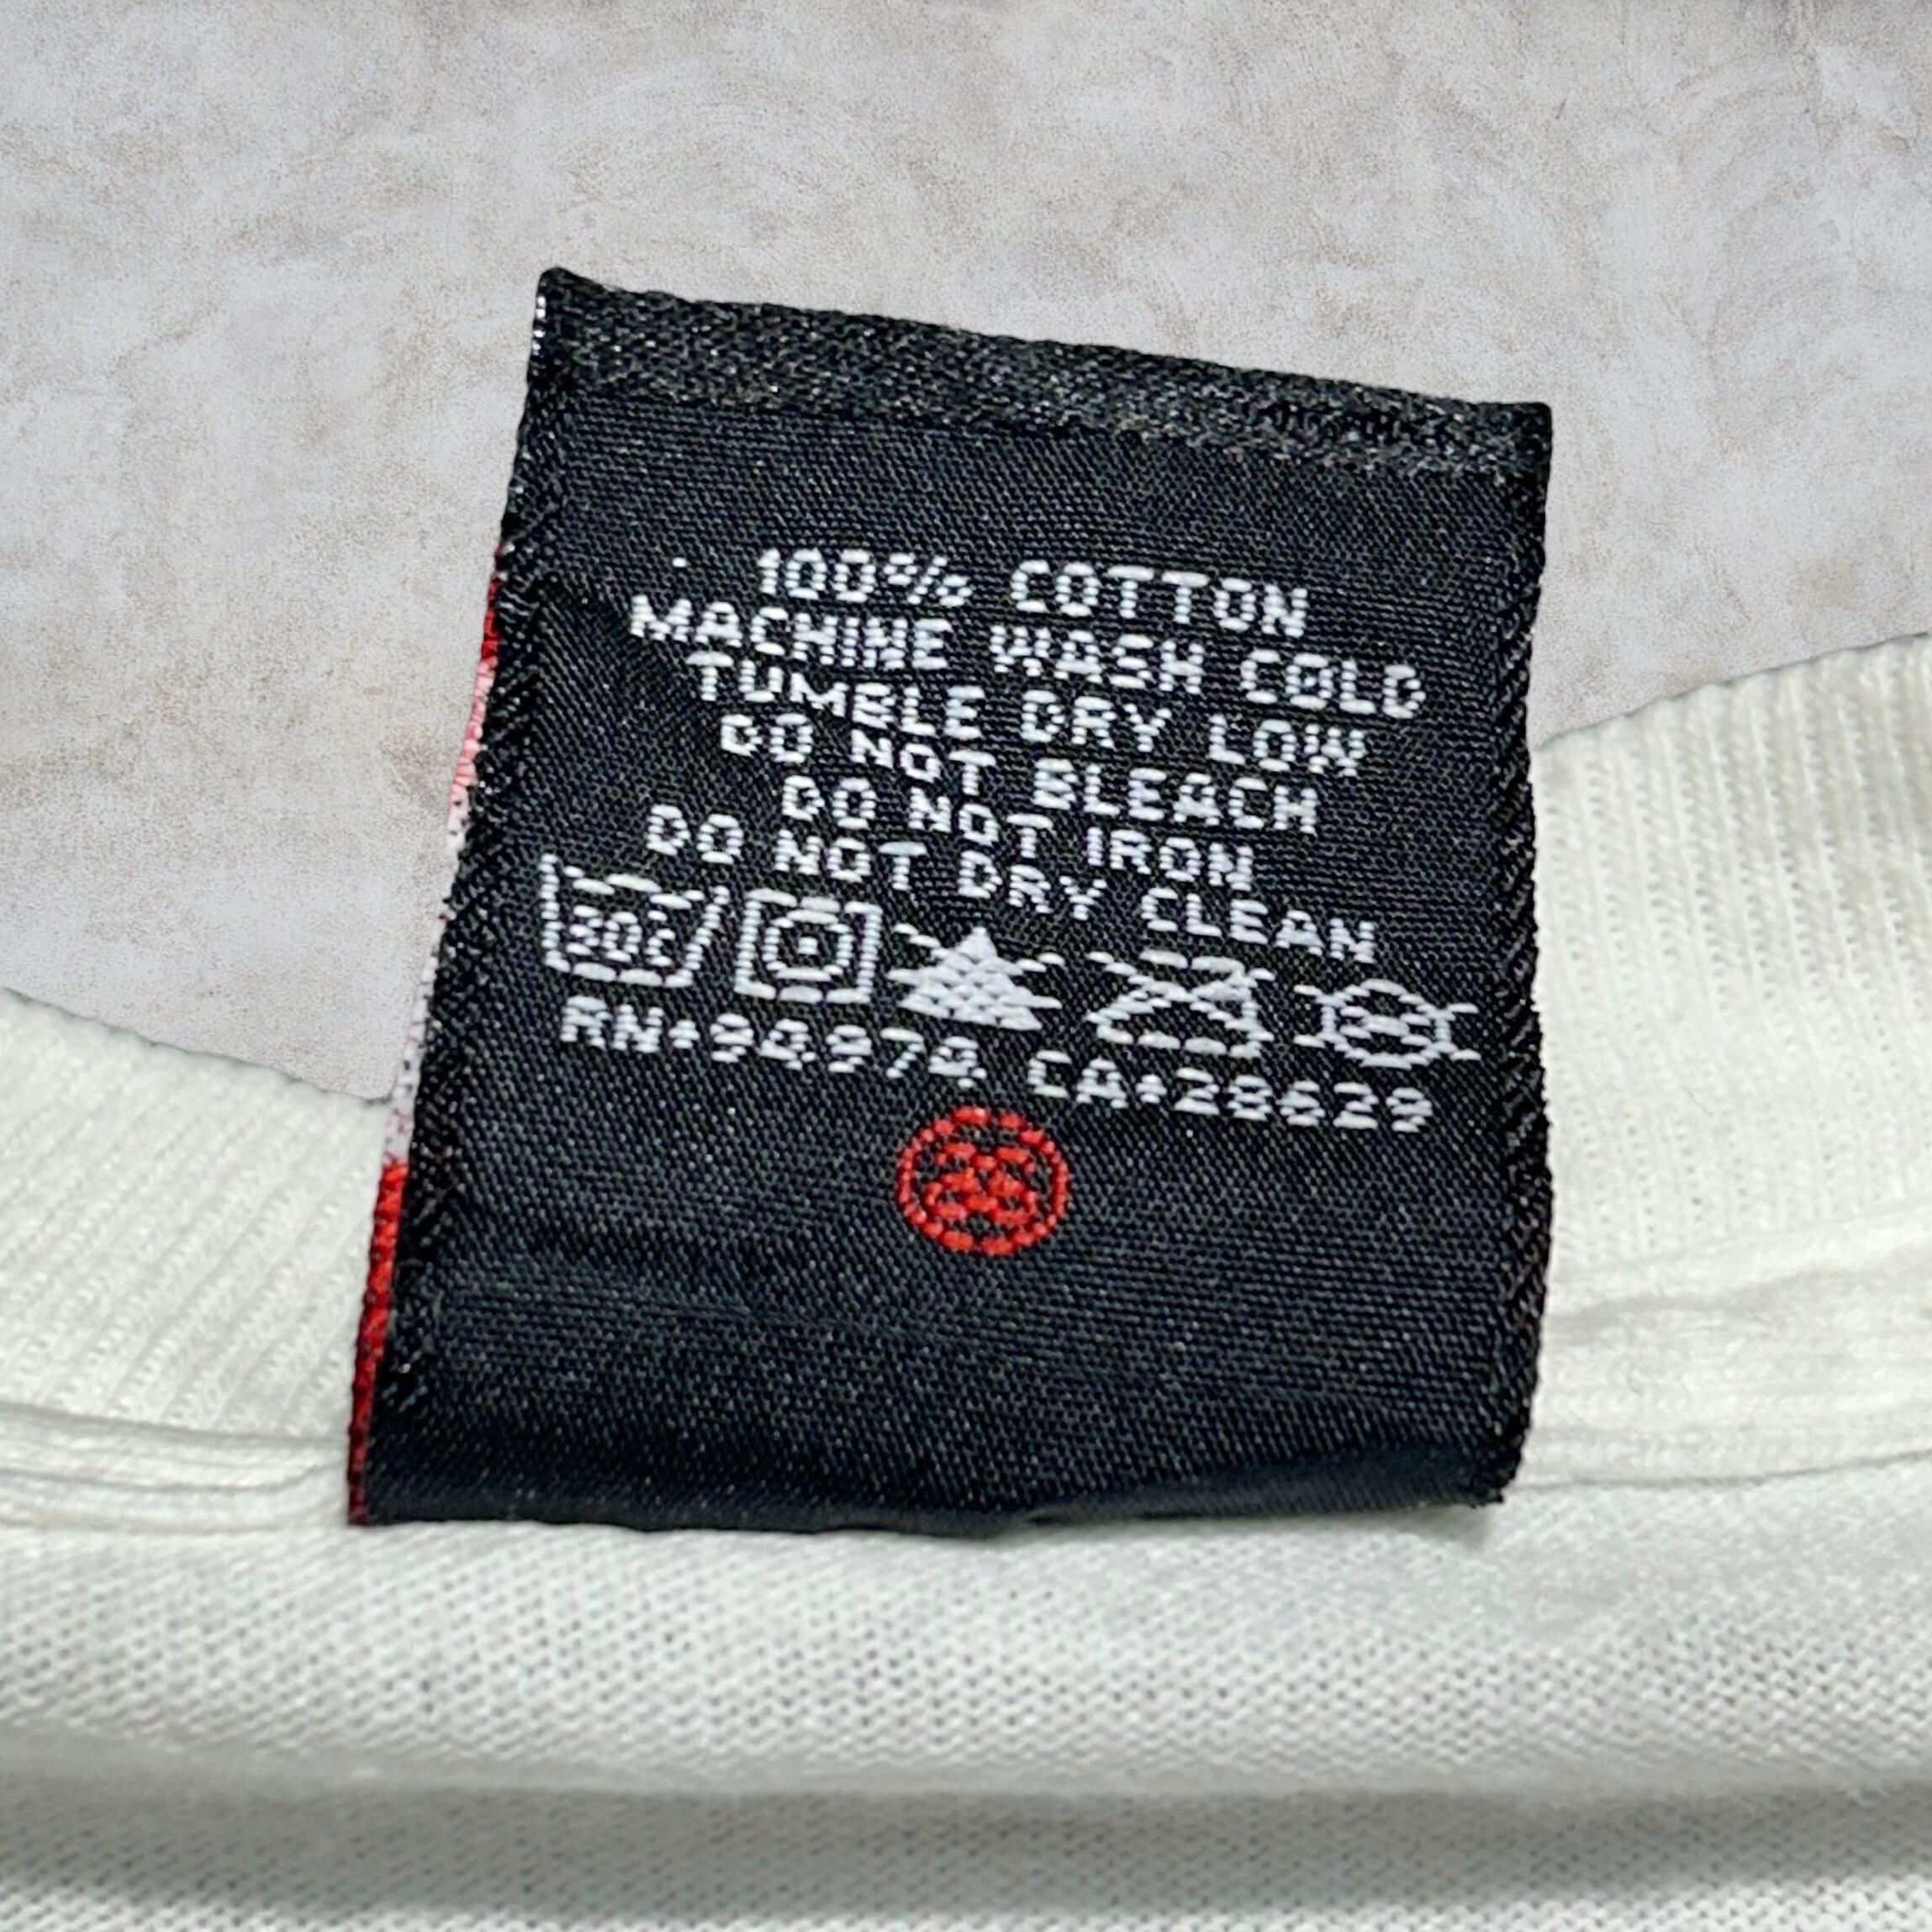 100% COTTON
MACHINE WASH COLD
TUMBLE DRY LOW
DO NOT BLEACH
DO NOT IRON
DO NOT DRY CLEAN
30c
RN•94974 CA•28629